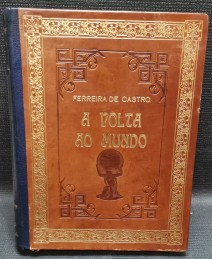 FERREIRA DE CASTRO
A VOLTA
AO MUNDO